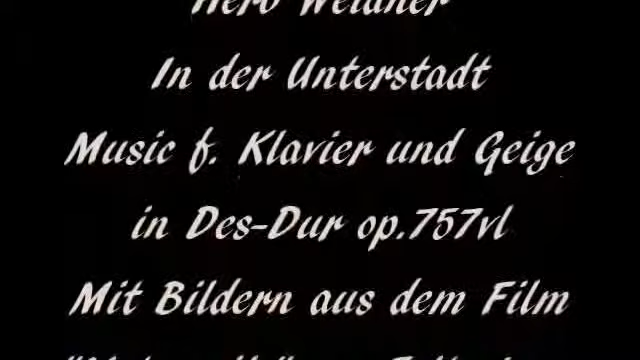 In der Unterstadt
Music f. Klavier und Geige
in Des-Dur op.757vl
Mit Bildern aus dem Film